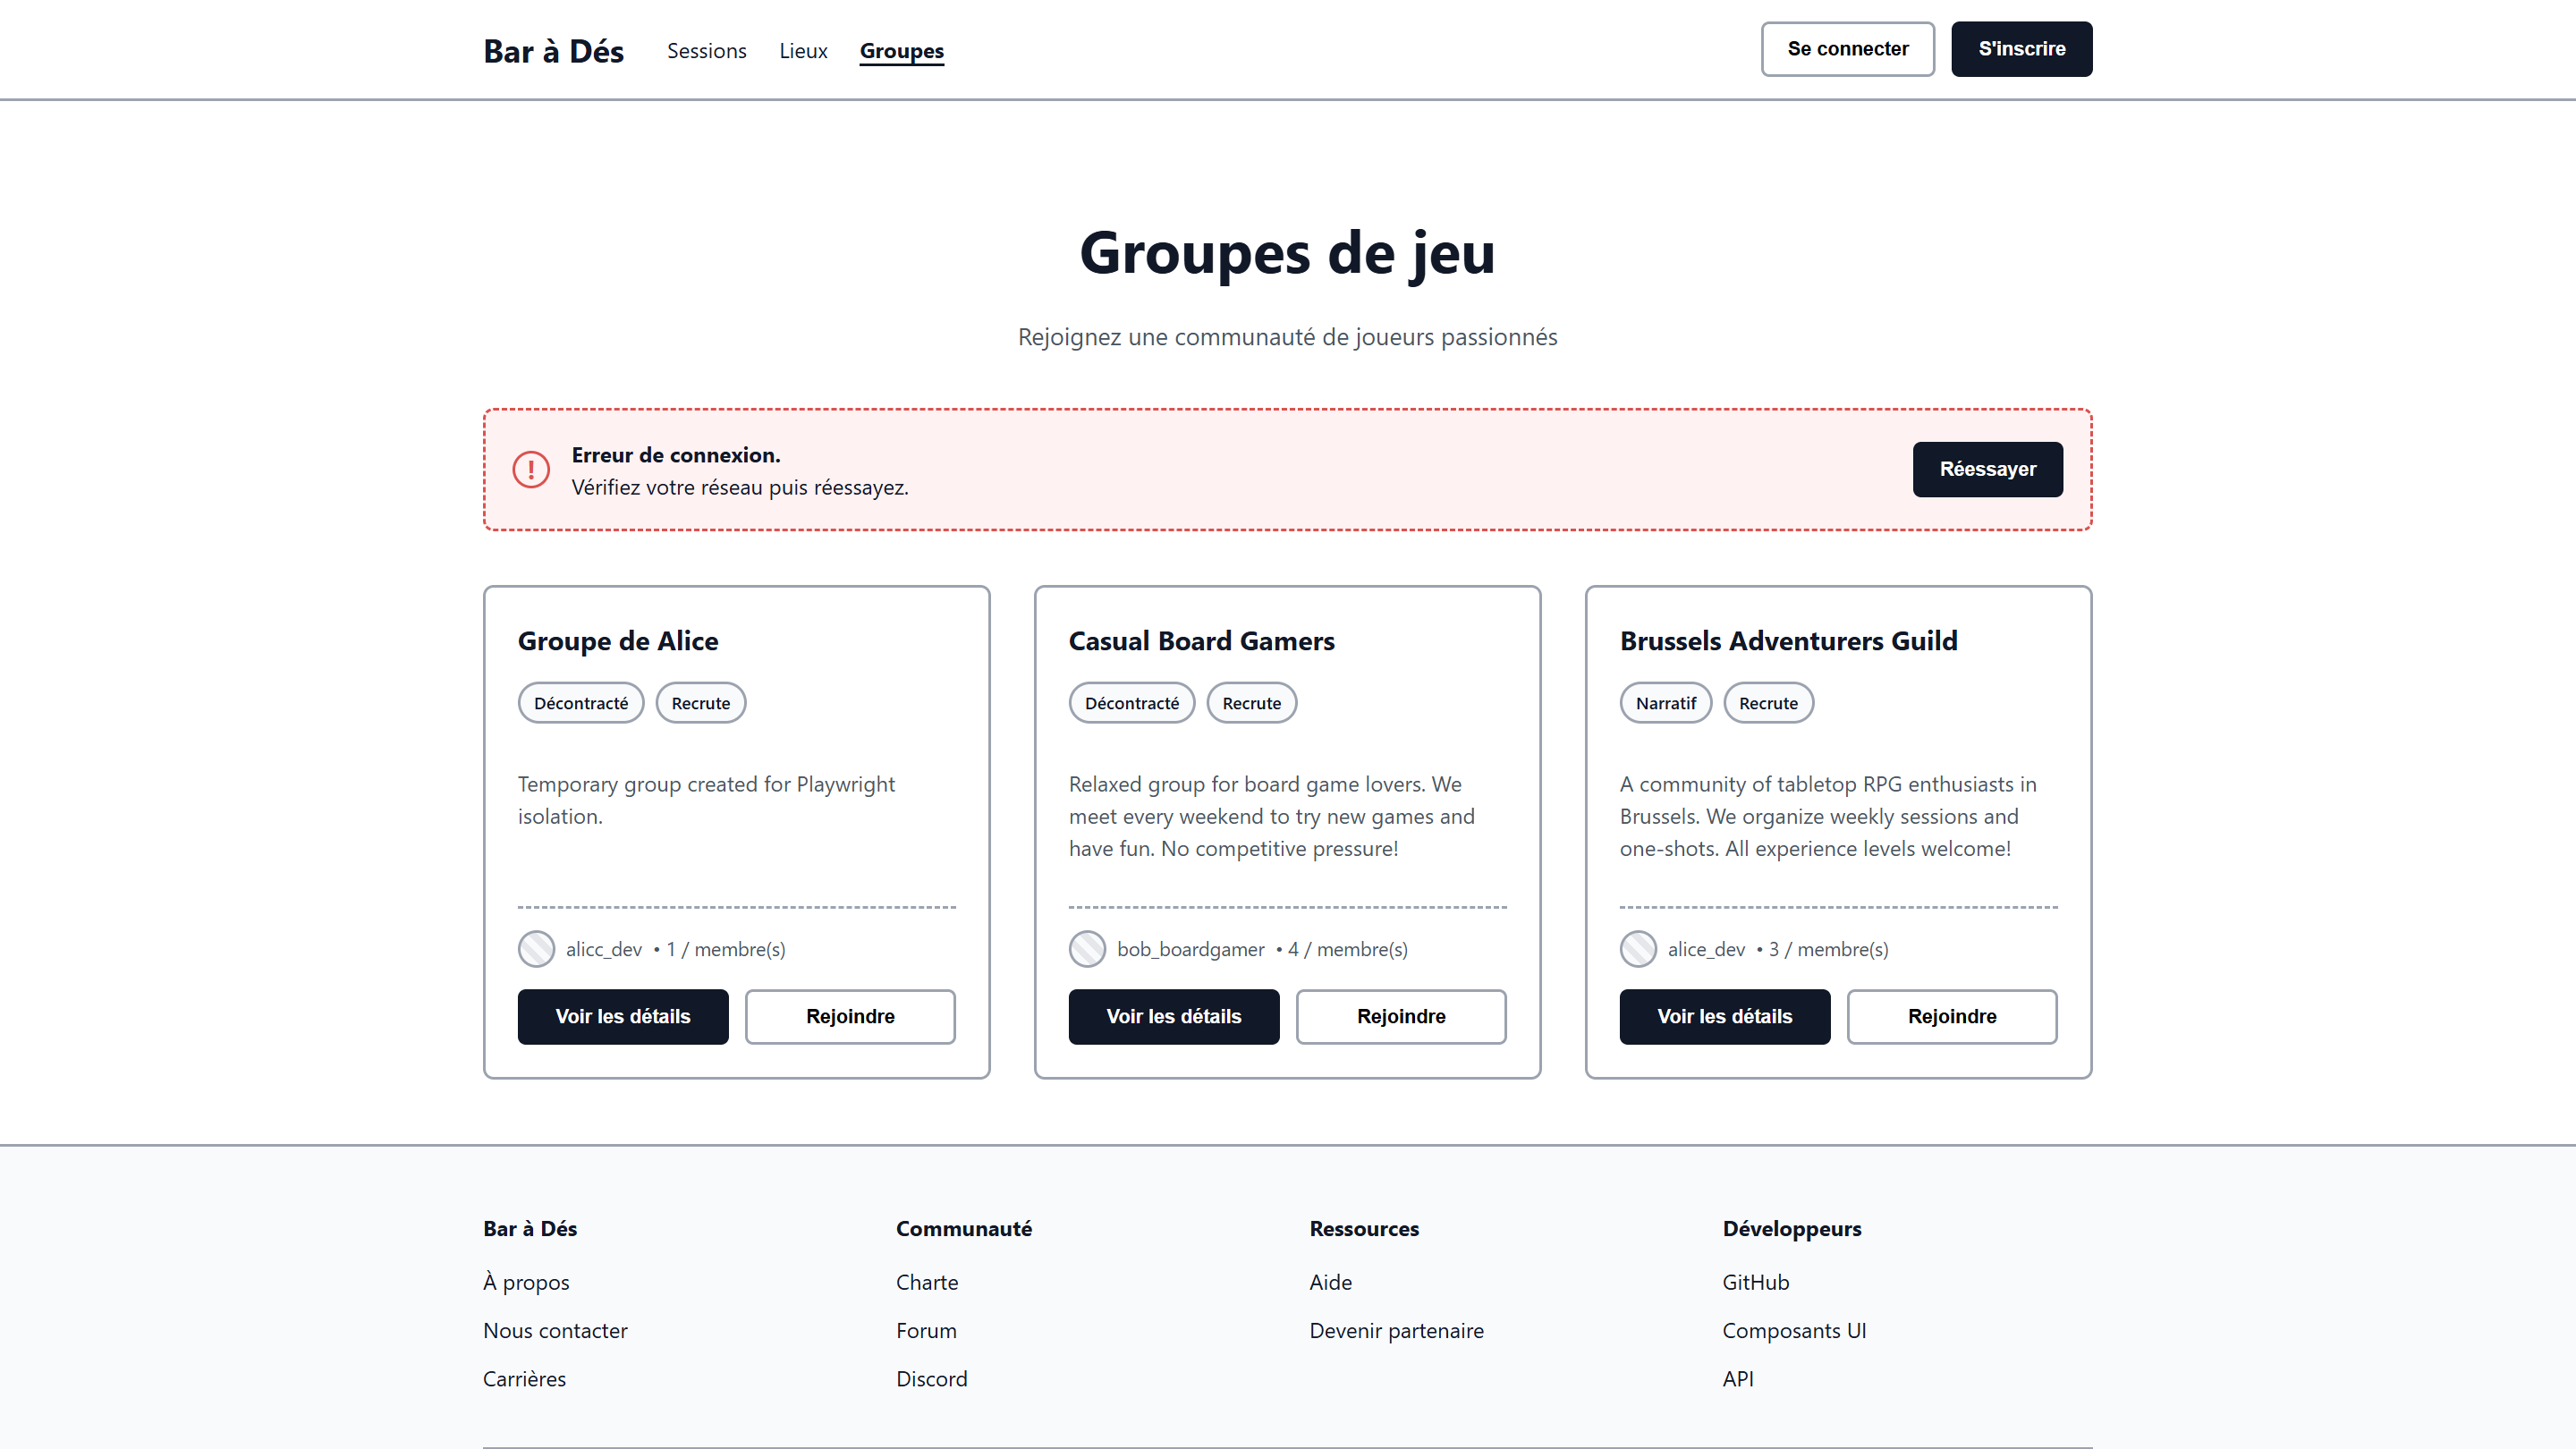 Bar à Dés
Sessions
Lieux
Groupes
Se connecter
S'inscrire
Groupes de jeu
Rejoignez une communauté de joueurs passionnés
!
Erreur de connexion.
Vérifiez votre réseau puis réessayez.
Réessayer
Groupe de Alice
Décontracté
Recrute
Temporary group created for Playwright
isolation.
alicc_dev • 1 / membre(s)
Voir les détails
Rejoindre
Casual Board Gamers
Décontracté
Recrute
Relaxed group for board game lovers. We
meet every weekend to try new games and
have fun. No competitive pressure!
bob_boardgamer • 4 / membre(s)
Voir les détails
Rejoindre
Brussels Adventurers Guild
Narratif
Recrute
A community of tabletop RPG enthusiasts in
Brussels. We organize weekly sessions and
one-shots. All experience levels welcome!
alice_dev • 3 / membre(s)
Voir les détails
Rejoindre
Bar à Dés
À propos
Nous contacter
Carrières
Communauté
Charte
Forum
Discord
Ressources
Aide
Devenir partenaire
Développeurs
GitHub
Composants UI
API